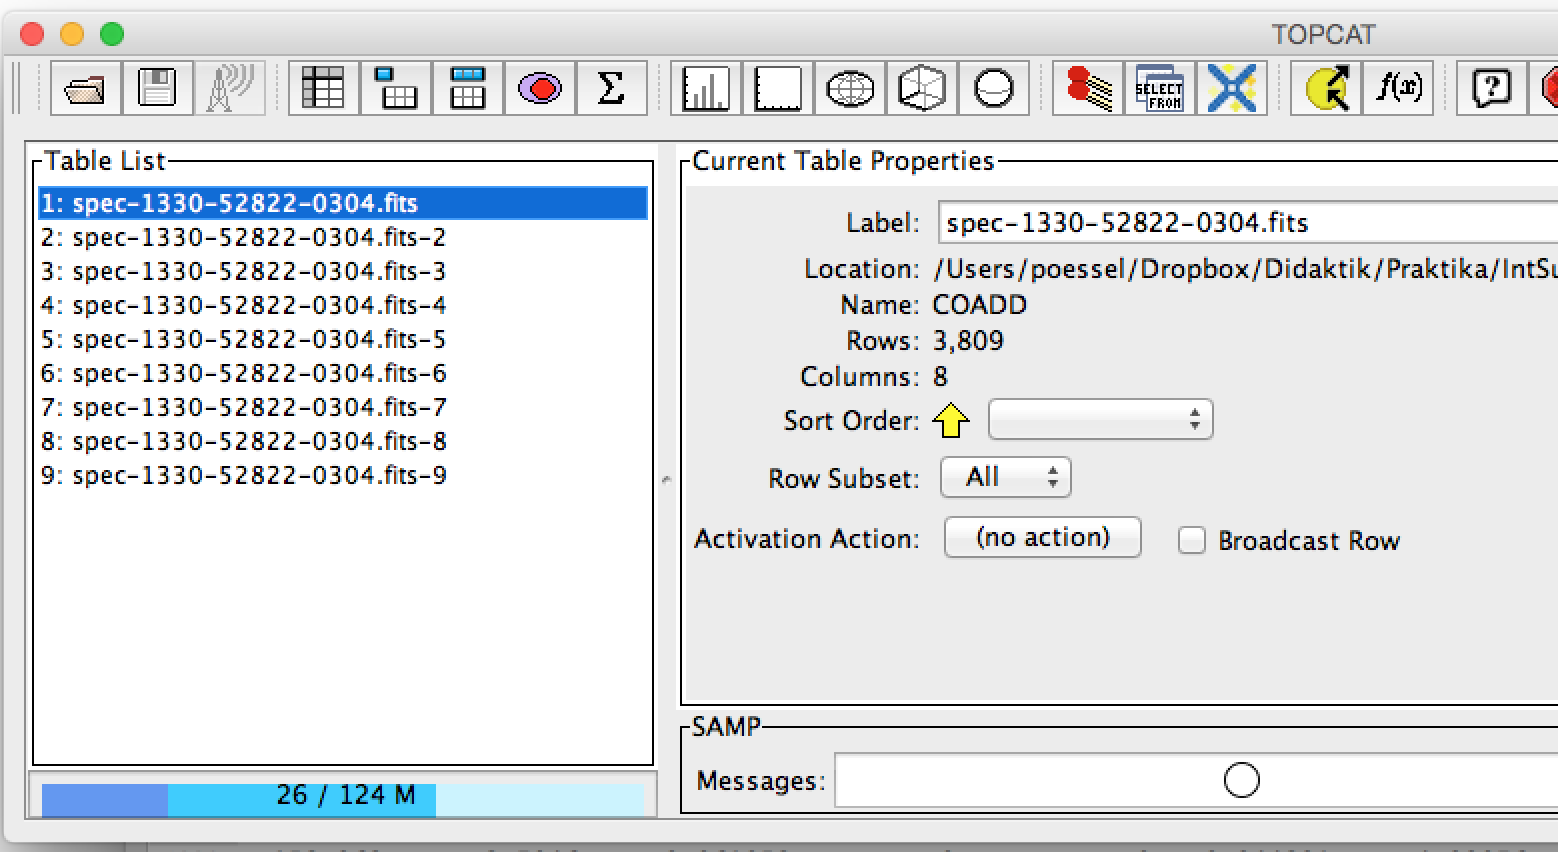 TOPCAT
Σ
SELECT
FROM
f(x)
?
Table List
1: spec-1330-52822-0304.fits
2: spec-1330-52822-0304.fits-2
3: spec-1330-52822-0304.fits-3
4: spec-1330-52822-0304.fits-4
5: spec-1330-52822-0304.fits-5
6: spec-1330-52822-0304.fits-6
7: spec-1330-52822-0304.fits-7
8: spec-1330-52822-0304.fits-8
9: spec-1330-52822-0304.fits-9
26 / 124 M
Current Table Properties
Label: spec-1330-52822-0304.fits
Location: /Users/poessel/Dropbox/Didaktik/Praktika/IntSu
Name: COADD
Rows: 3,809
Columns: 8
Sort Order:
Row Subset: All
Activation Action: (no action) Broadcast Row
SAMP
Messages: